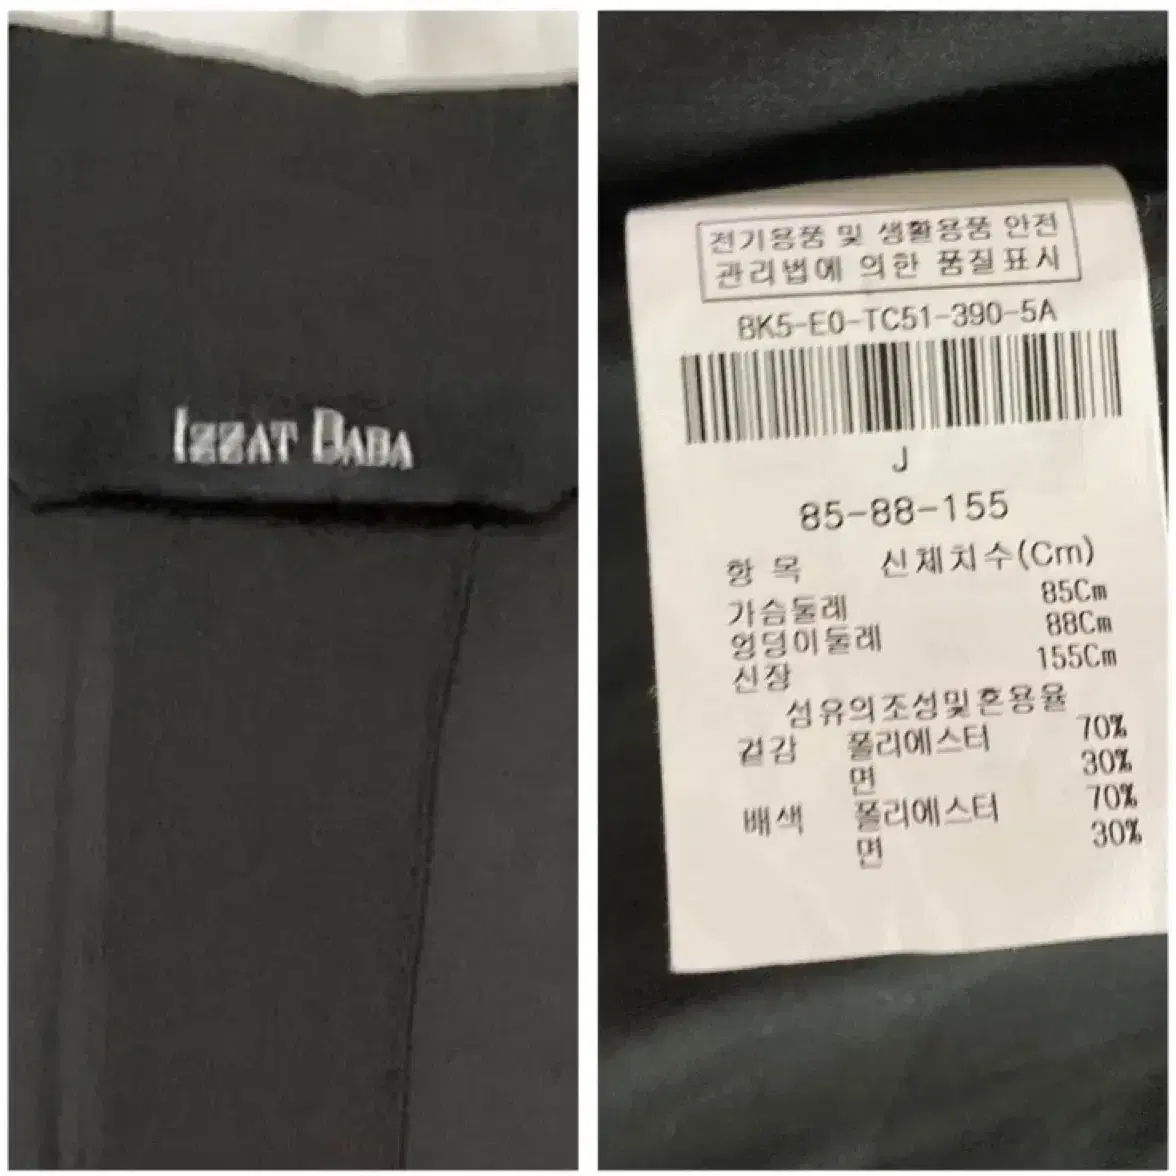 IZZAT BABA
전기용품 및 생활용품 안전
관리법에 의한 품질표시
BK5-E0-TC51-390-5A
J
85-88-155
항 목 신체치수(Cm)
가슴둘레 85Cm
엉덩이둘레 88Cm
신장 155Cm
섬유의조성및혼용율
겉감 폴리에스터 70%
면 30%
배색 폴리에스터 70%
면 30%